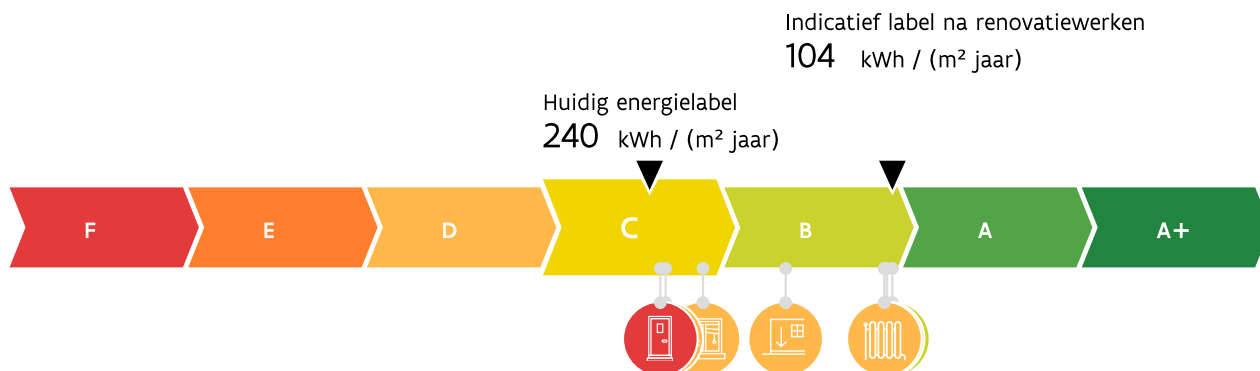 Indicatief label na renovatiewerken
104 kWh / (m² jaar)
Huidig energielabel
240 kWh / (m² jaar)
F E D C B A A+